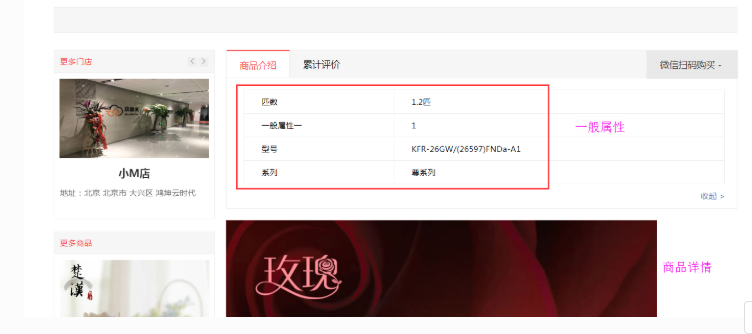 更多门店
小M店
地址：北京 北京市 大兴区 鸿坤云时代
更多商品
楚
漢
商品介绍
累计评价
微信扫码购买
匹数 1.2匹
一般属性一 1
型号 KFR-26GW/(26597)FNDa-A1
系列 尊系列
一般属性
收起 >
玫瑰
商品详情